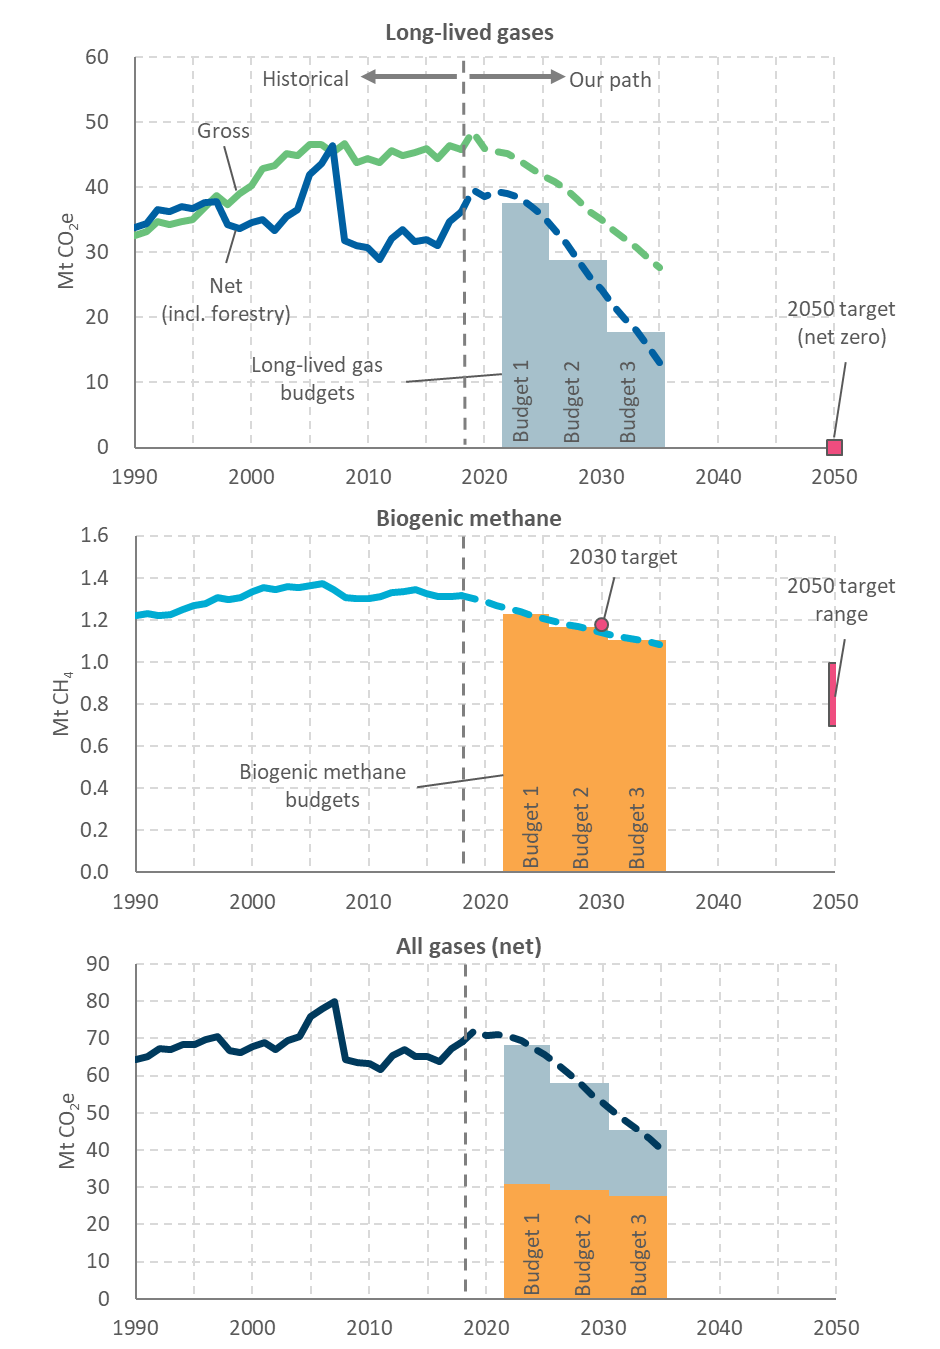 Long-lived gases
60
Historical
Our path
50
Gross
40
Mt CO₂e
30
Net
(incl. forestry)
2050 target
(net zero)
20
Long-lived gas
budgets
10
Budget 1
Budget 2
Budget 3
0
1990 2000 2010 2020 2030 2040 2050
Biogenic methane
1.6
2030 target
1.4
2050 target
range
1.2
1.0
Mt CH₄
0.8
0.6
Biogenic methane
budgets
0.4
Budget 1
Budget 2
Budget 3
0.2
0.0
1990 2000 2010 2020 2030 2040 2050
All gases (net)
90
80
70
60
Mt CO₂e
50
40
30
20
Budget 1
Budget 2
Budget 3
10
0
1990 2000 2010 2020 2030 2040 2050